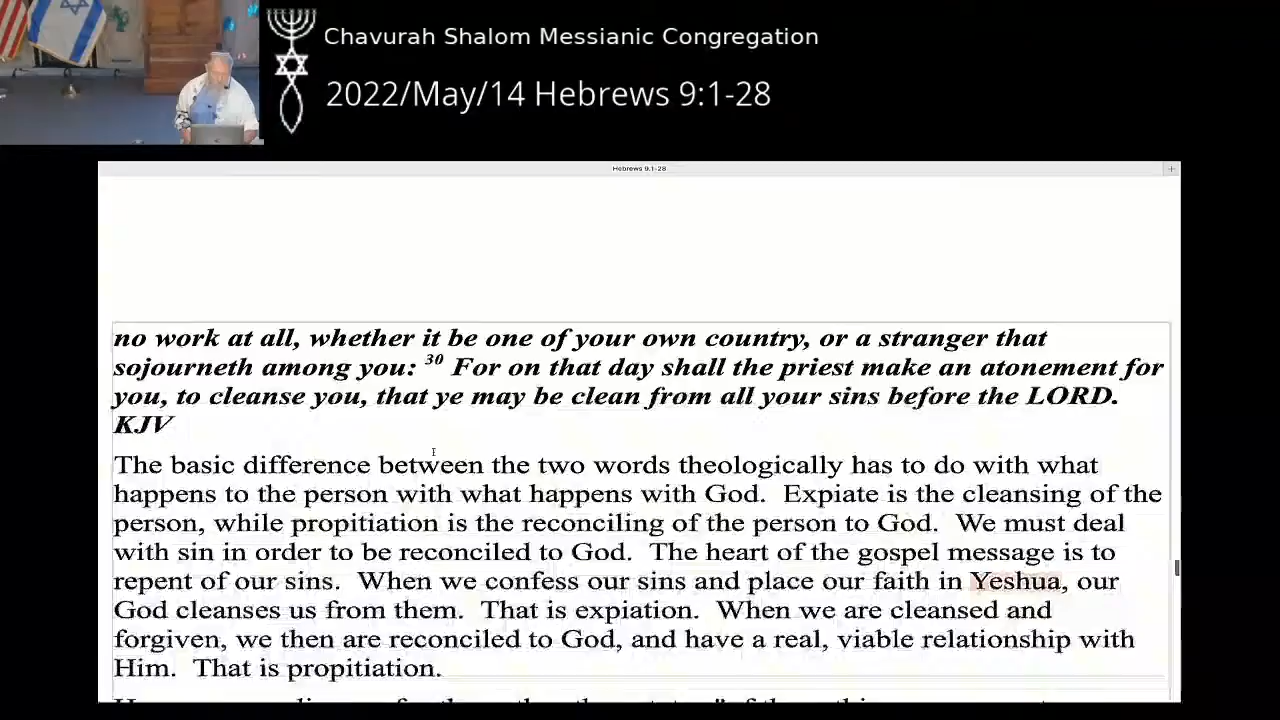 Chavurah Shalom Messianic Congregation
2022/May/14 Hebrews 9:1-28
Hebrews 9.1-28
no work at all, whether it be one of your own country, or a stranger that
sojourneth among you: 30 For on that day shall the priest make an atonement for
you, to cleanse you, that ye may be clean from all your sins before the LORD.
KJV
The basic difference between the two words theologically has to do with what
happens to the person with what happens with God. Expiate is the cleansing of the
person, while propitiation is the reconciling of the person to God. We must deal
with sin in order to be reconciled to God. The heart of the gospel message is to
repent of our sins. When we confess our sins and place our faith in Yeshua, our
God cleanses us from them. That is expiation. When we are cleansed and
forgiven, we then are reconciled to God, and have a real, viable relationship with
Him. That is propitiation.